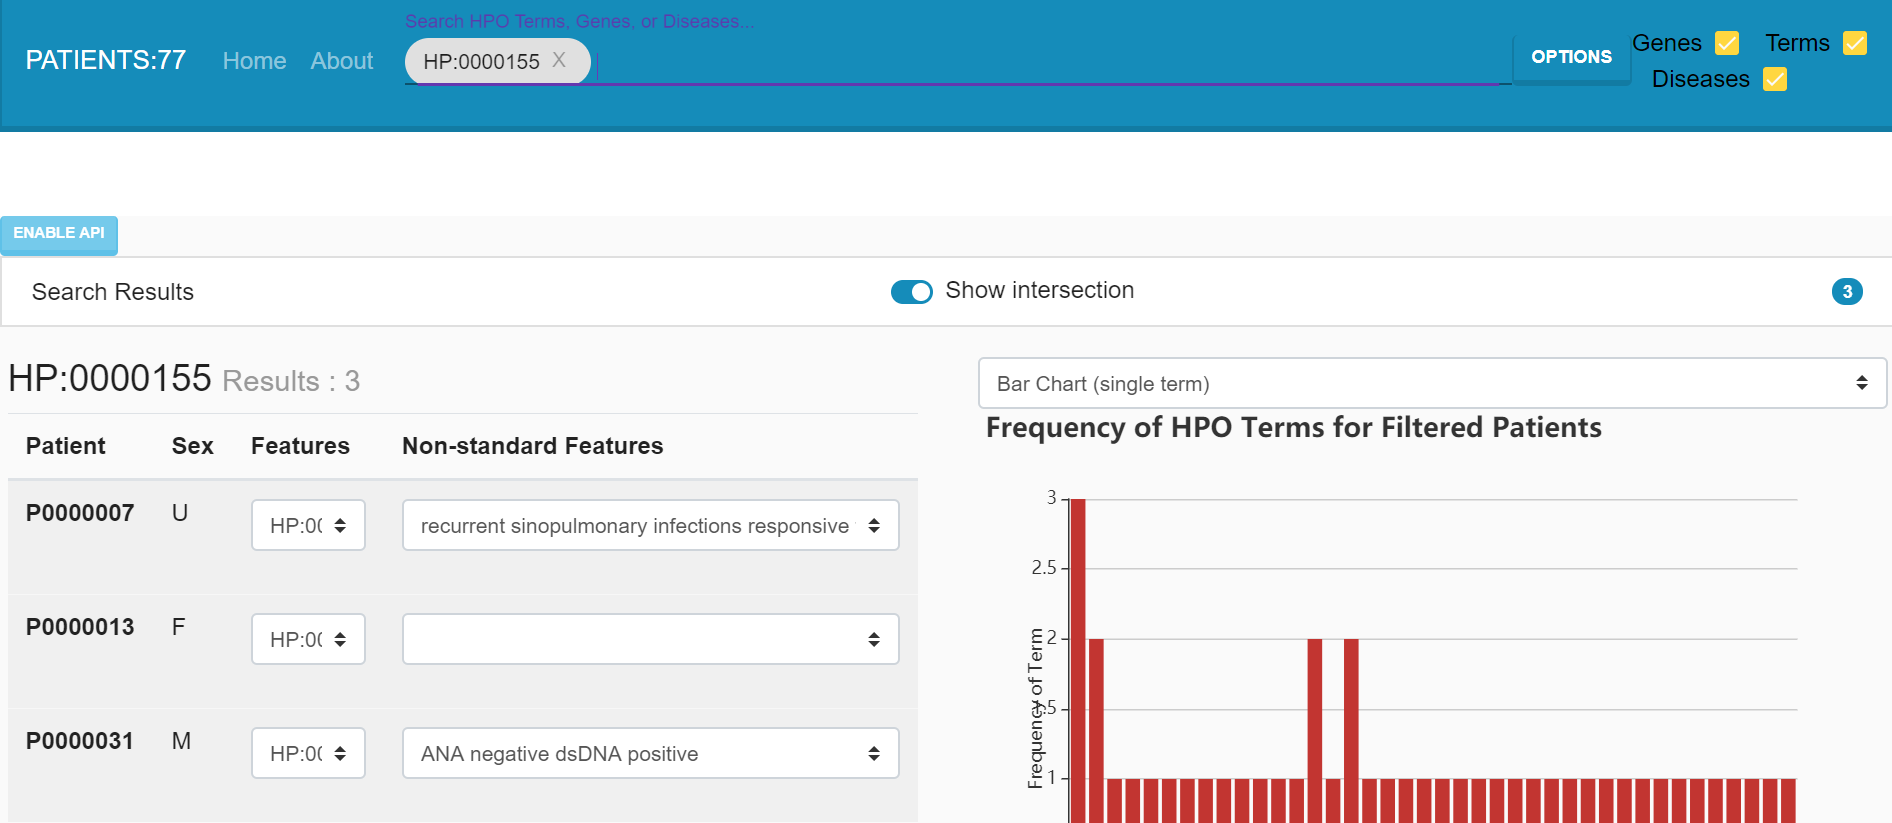 PATIENTS:77
Home
About
Search HPO Terms, Genes, or Diseases...
HP:0000155 X
OPTIONS
Genes
Terms
Diseases
ENABLE API
Search Results
Show intersection
3
HP:0000155 Results : 3
Patient Sex Features Non-standard Features
P0000007 U HP:00 recurrent sinopulmonary infections responsive
P0000013 F HP:00
P0000031 M HP:00 ANA negative dsDNA positive
Bar Chart (single term)
Frequency of HPO Terms for Filtered Patients
3
2.5
2
1.5
1
Frequency of Term